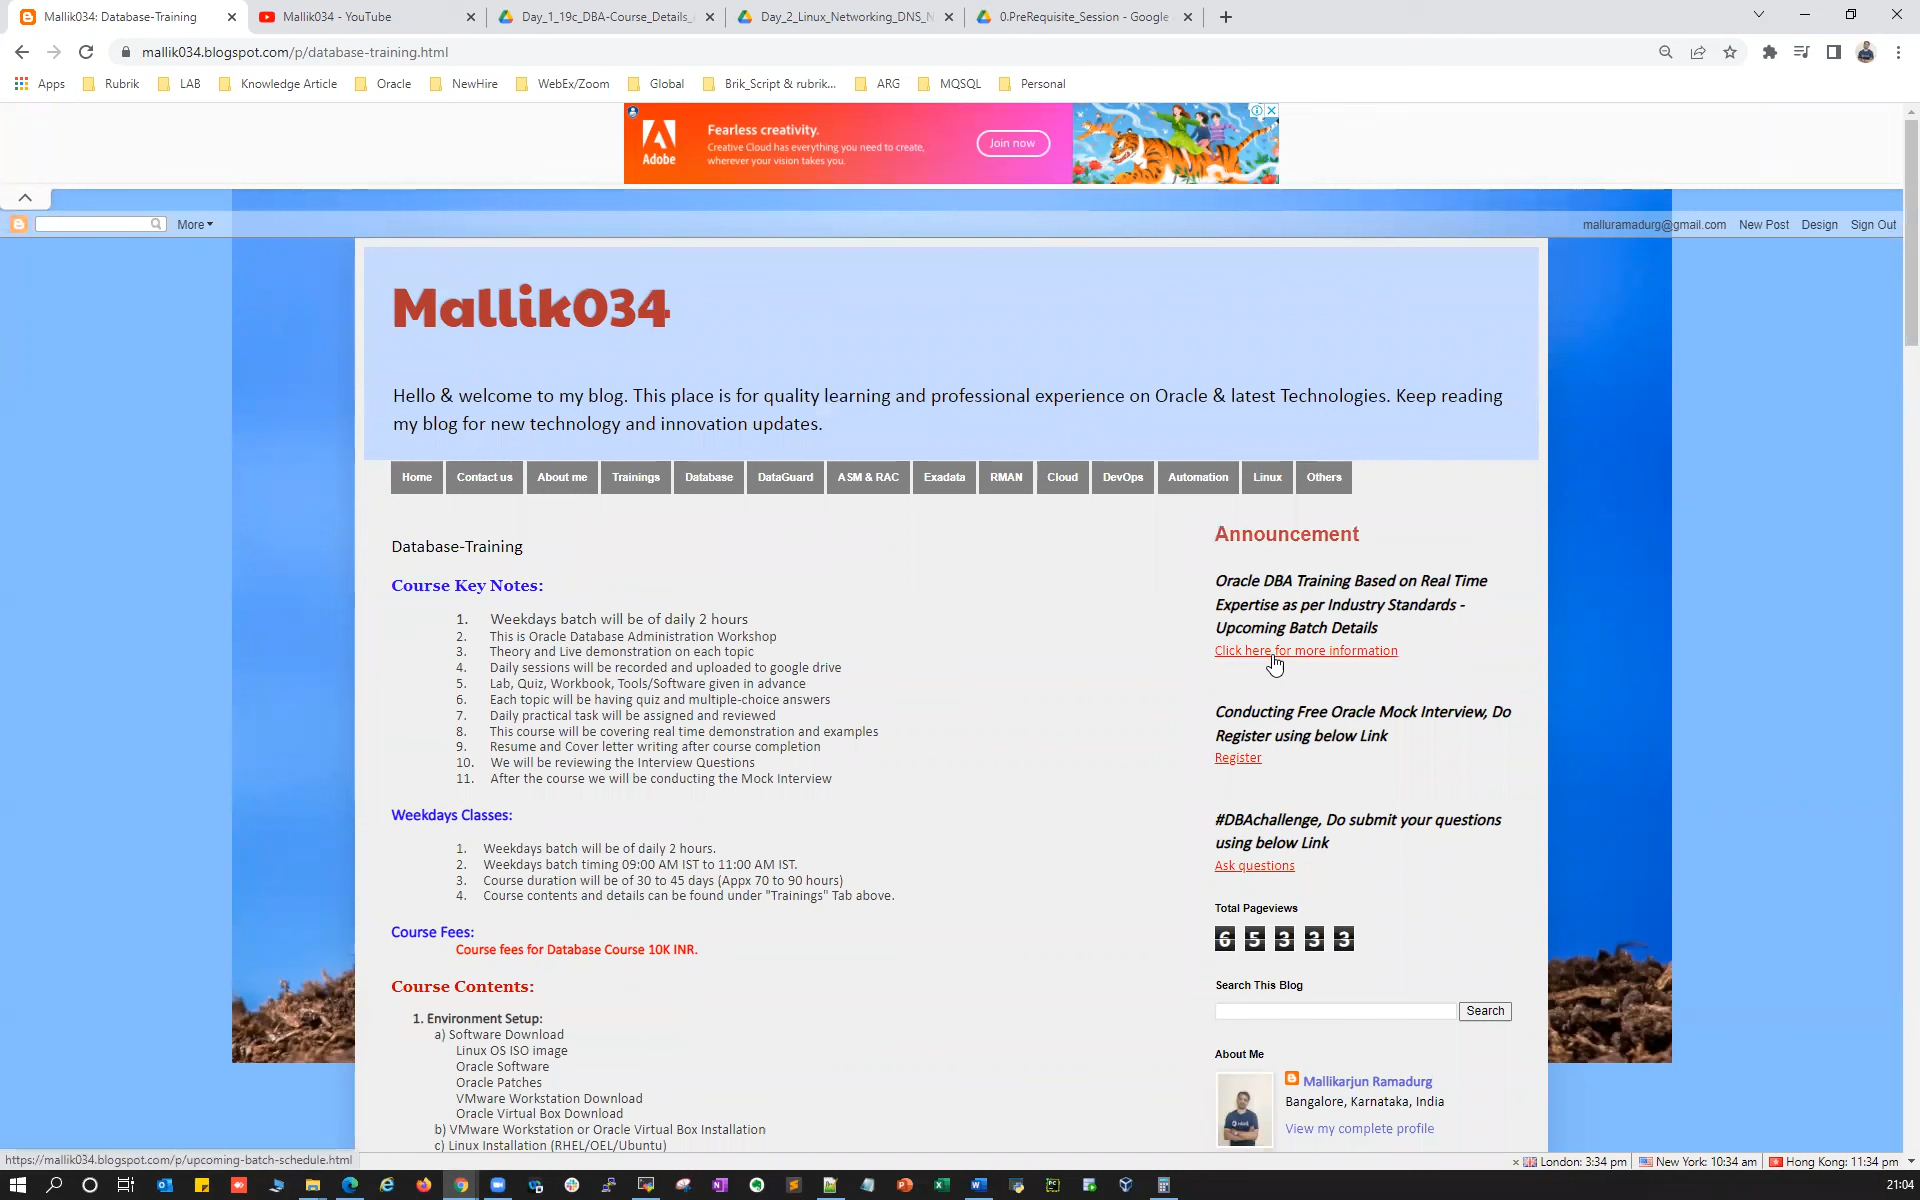 Mallik034: Database-Training
Mallik034 - YouTube
Day_1_19c_DBA-Course_Details_
Day_2_Linux_Networking_DNS_N
0.PreRequisite_Session - Google
mallik034.blogspot.com/p/database-training.html
Apps
Rubrik
LAB
Knowledge Article
Oracle
NewHire
WebEx/Zoom
Global
Brik_Script & rubrik...
ARG
MQSQL
Personal
Adobe
Fearless creativity.
Creative Cloud has everything you need to create,
wherever your vision takes you.
Join now
More
malluramadurg@gmail.com
New Post
Design
Sign Out
Mallik034
Hello & welcome to my blog. This place is for quality learning and professional experience on Oracle & latest Technologies. Keep reading
my blog for new technology and innovation updates.
Home
Contact us
About me
Trainings
Database
DataGuard
ASM & RAC
Exadata
RMAN
Cloud
DevOps
Automation
Linux
Others
Database-Training
Course Key Notes:
1. Weekdays batch will be of daily 2 hours
2. This is Oracle Database Administration Workshop
3. Theory and Live demonstration on each topic
4. Daily sessions will be recorded and uploaded to google drive
5. Lab, Quiz, Workbook, Tools/Software given in advance
6. Each topic will be having quiz and multiple-choice answers
7. Daily practical task will be assigned and reviewed
8. This course will be covering real time demonstration and examples
9. Resume and Cover letter writing after course completion
10. We will be reviewing the Interview Questions
11. After the course we will be conducting the Mock Interview
Weekdays Classes:
1. Weekdays batch will be of daily 2 hours.
2. Weekdays batch timing 09:00 AM IST to 11:00 AM IST.
3. Course duration will be of 30 to 45 days (Appx 70 to 90 hours)
4. Course contents and details can be found under "Trainings" Tab above.
Course Fees:
Course fees for Database Course 10K INR.
Course Contents:
1. Environment Setup:
a) Software Download
Linux OS ISO image
Oracle Software
Oracle Patches
VMware Workstation Download
Oracle Virtual Box Download
b) VMware Workstation or Oracle Virtual Box Installation
c) Linux Installation (RHEL/OEL/Ubuntu)
Announcement
Oracle DBA Training Based on Real Time
Expertise as per Industry Standards -
Upcoming Batch Details
Click here for more information
Conducting Free Oracle Mock Interview, Do
Register using below Link
Register
#DBAchallenge, Do submit your questions
using below Link
Ask questions
Total Pageviews
6 5 3 3 3
Search This Blog
Search
About Me
Mallikarjun Ramadurg
Bangalore, Karnataka, India
View my complete profile
https://mallik034.blogspot.com/p/upcoming-batch-schedule.html
London: 3:34 pm
New York: 10:34 am
Hong Kong: 11:34 pm
21:04